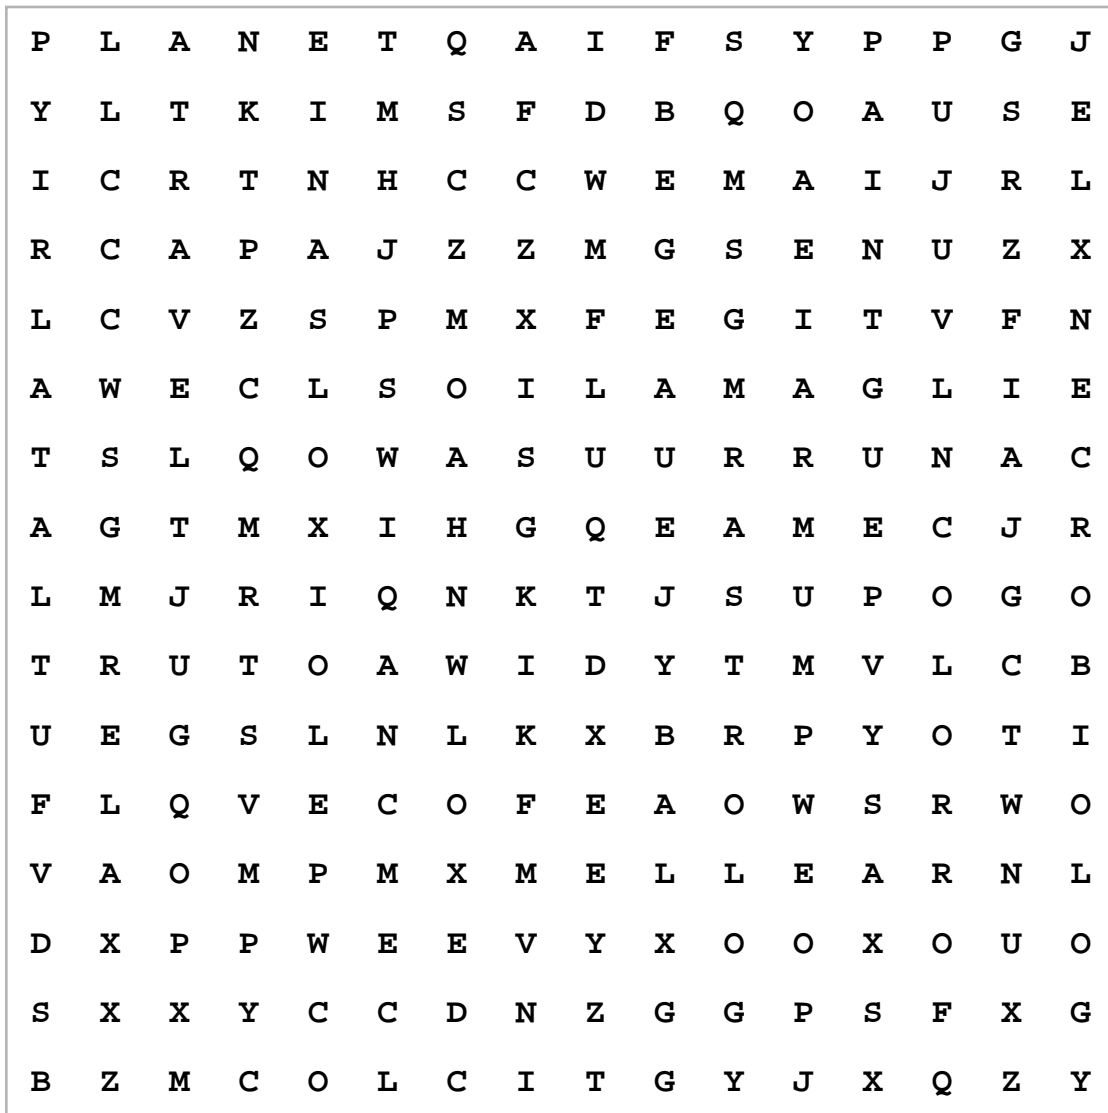 P L A N E T Q A I F S Y P P G J
Y L T K I M S F D B Q O A U S E
I C R T N H C C W E M A I J R L
R C A P A J Z Z M G S E N U Z X
L C V Z S P M X F E G I T V F N
A W E C L S O I L A M A G L I E
T S L Q O W A S U U R R U N A C
A G T M X I H G Q E A M E C J R
L M J R I Q N K T J S U P O G O
T R U T O A W I D Y T M V L C B
U E G S L N L K X B R P Y O T I
F L Q V E C O F E A O W S R W O
V A O M P M X M E L L E A R N L
D X P P W E E V Y X O O X O U O
S X X Y C C D N Z G G P S F X G
B Z M C O L C I T G Y J X Q Z Y